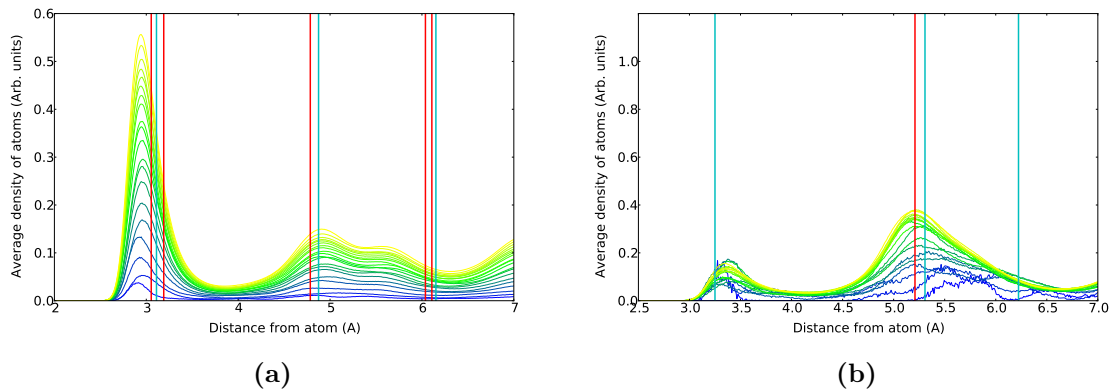 0.6
0.5
0.4
0.3
0.2
0.1
0.0
2 3 4 5 6 7
Average density of atoms (Arb. units)
Distance from atom (A)
(a)
1.0
0.8
0.6
0.4
0.2
0.0
2.5 3.0 3.5 4.0 4.5 5.0 5.5 6.0 6.5 7.0
Average density of atoms (Arb. units)
Distance from atom (A)
(b)